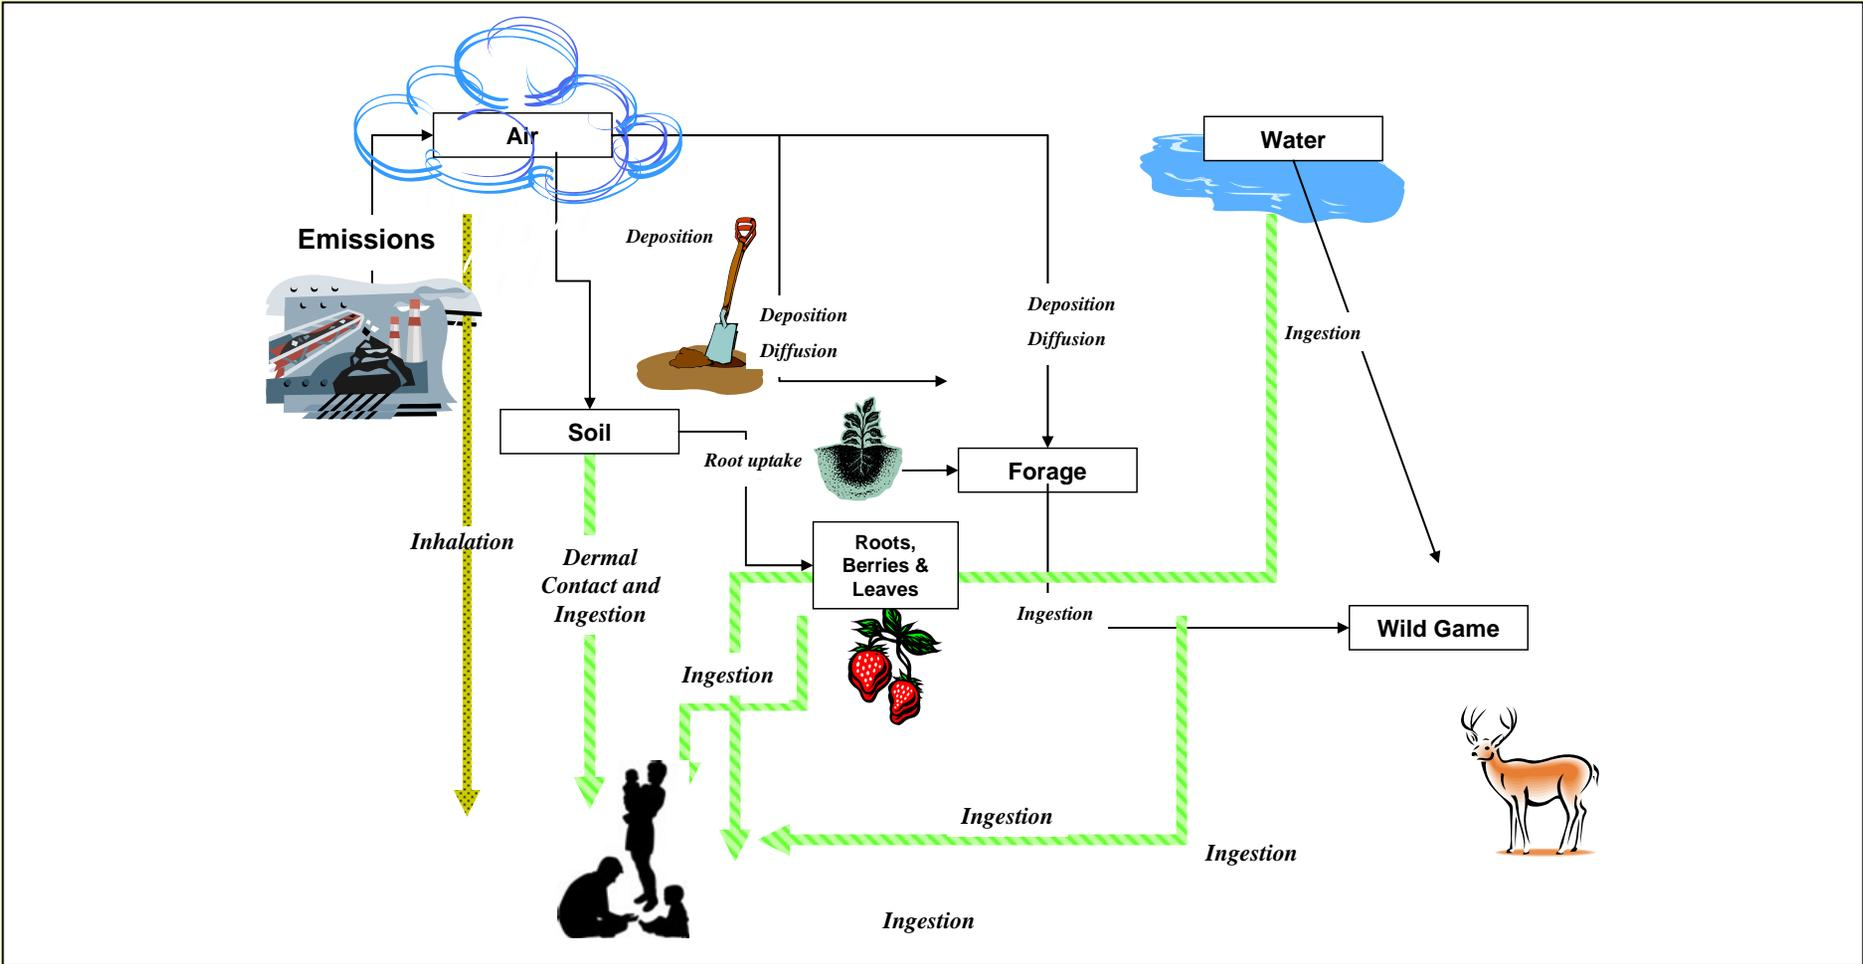 Air
Water
Emissions
Deposition
Deposition
Diffusion
Deposition
Diffusion
Ingestion
Soil
Root uptake
Forage
Inhalation
Dermal
Contact and
Ingestion
Roots,
Berries &
Leaves
Ingestion
Wild Game
Ingestion
Ingestion
Ingestion
Ingestion